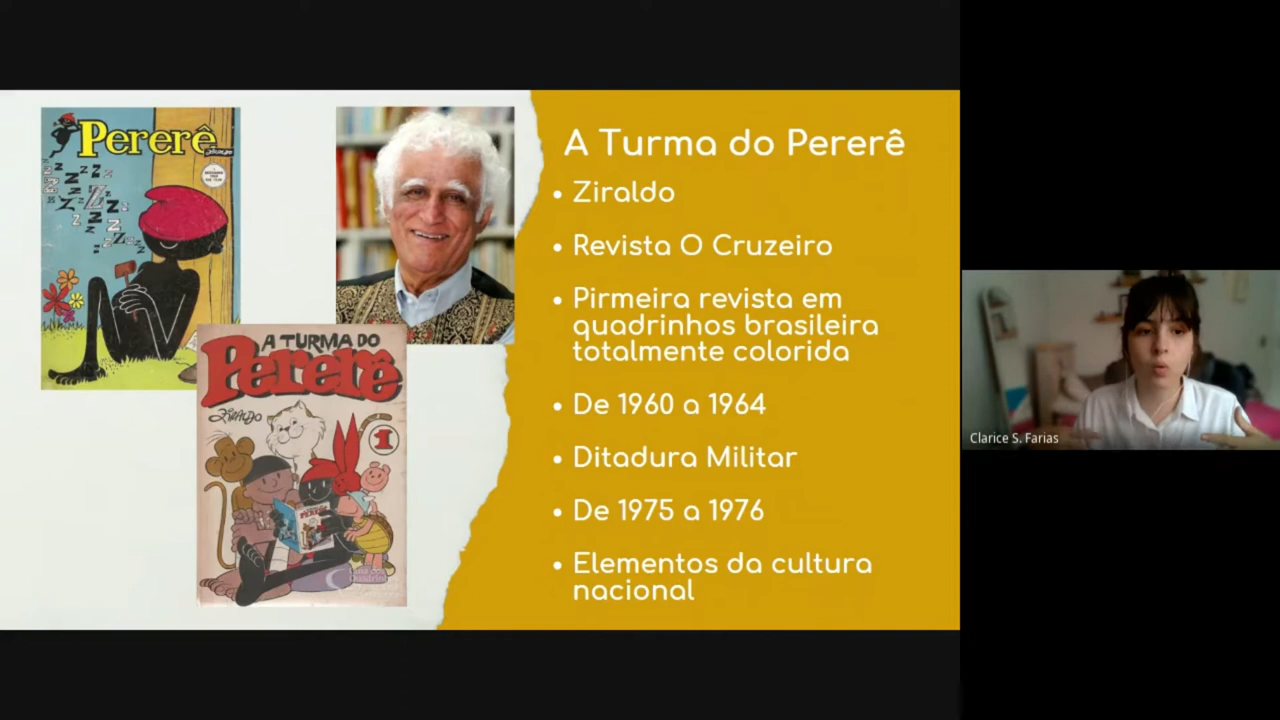 Pererê
A TURMA DO
Pererê
ZIRALDO
1
A Turma do Pererê
• Ziraldo
• Revista O Cruzeiro
• Pirmeira revista em
quadrinhos brasileira
totalmente colorida
• De 1960 a 1964
• Ditadura Militar
• De 1975 a 1976
• Elementos da cultura
nacional
Clarice S. Farias